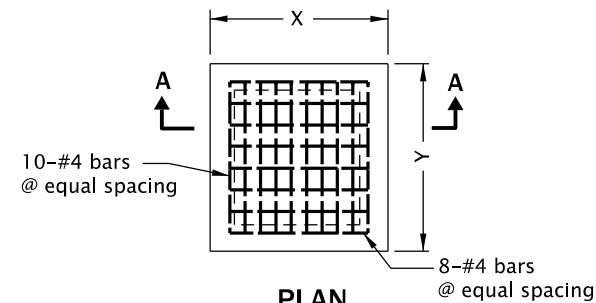 X
A
A
Y
10-#4 bars
@ equal spacing
8-#4 bars
@ equal spacing
PLAN